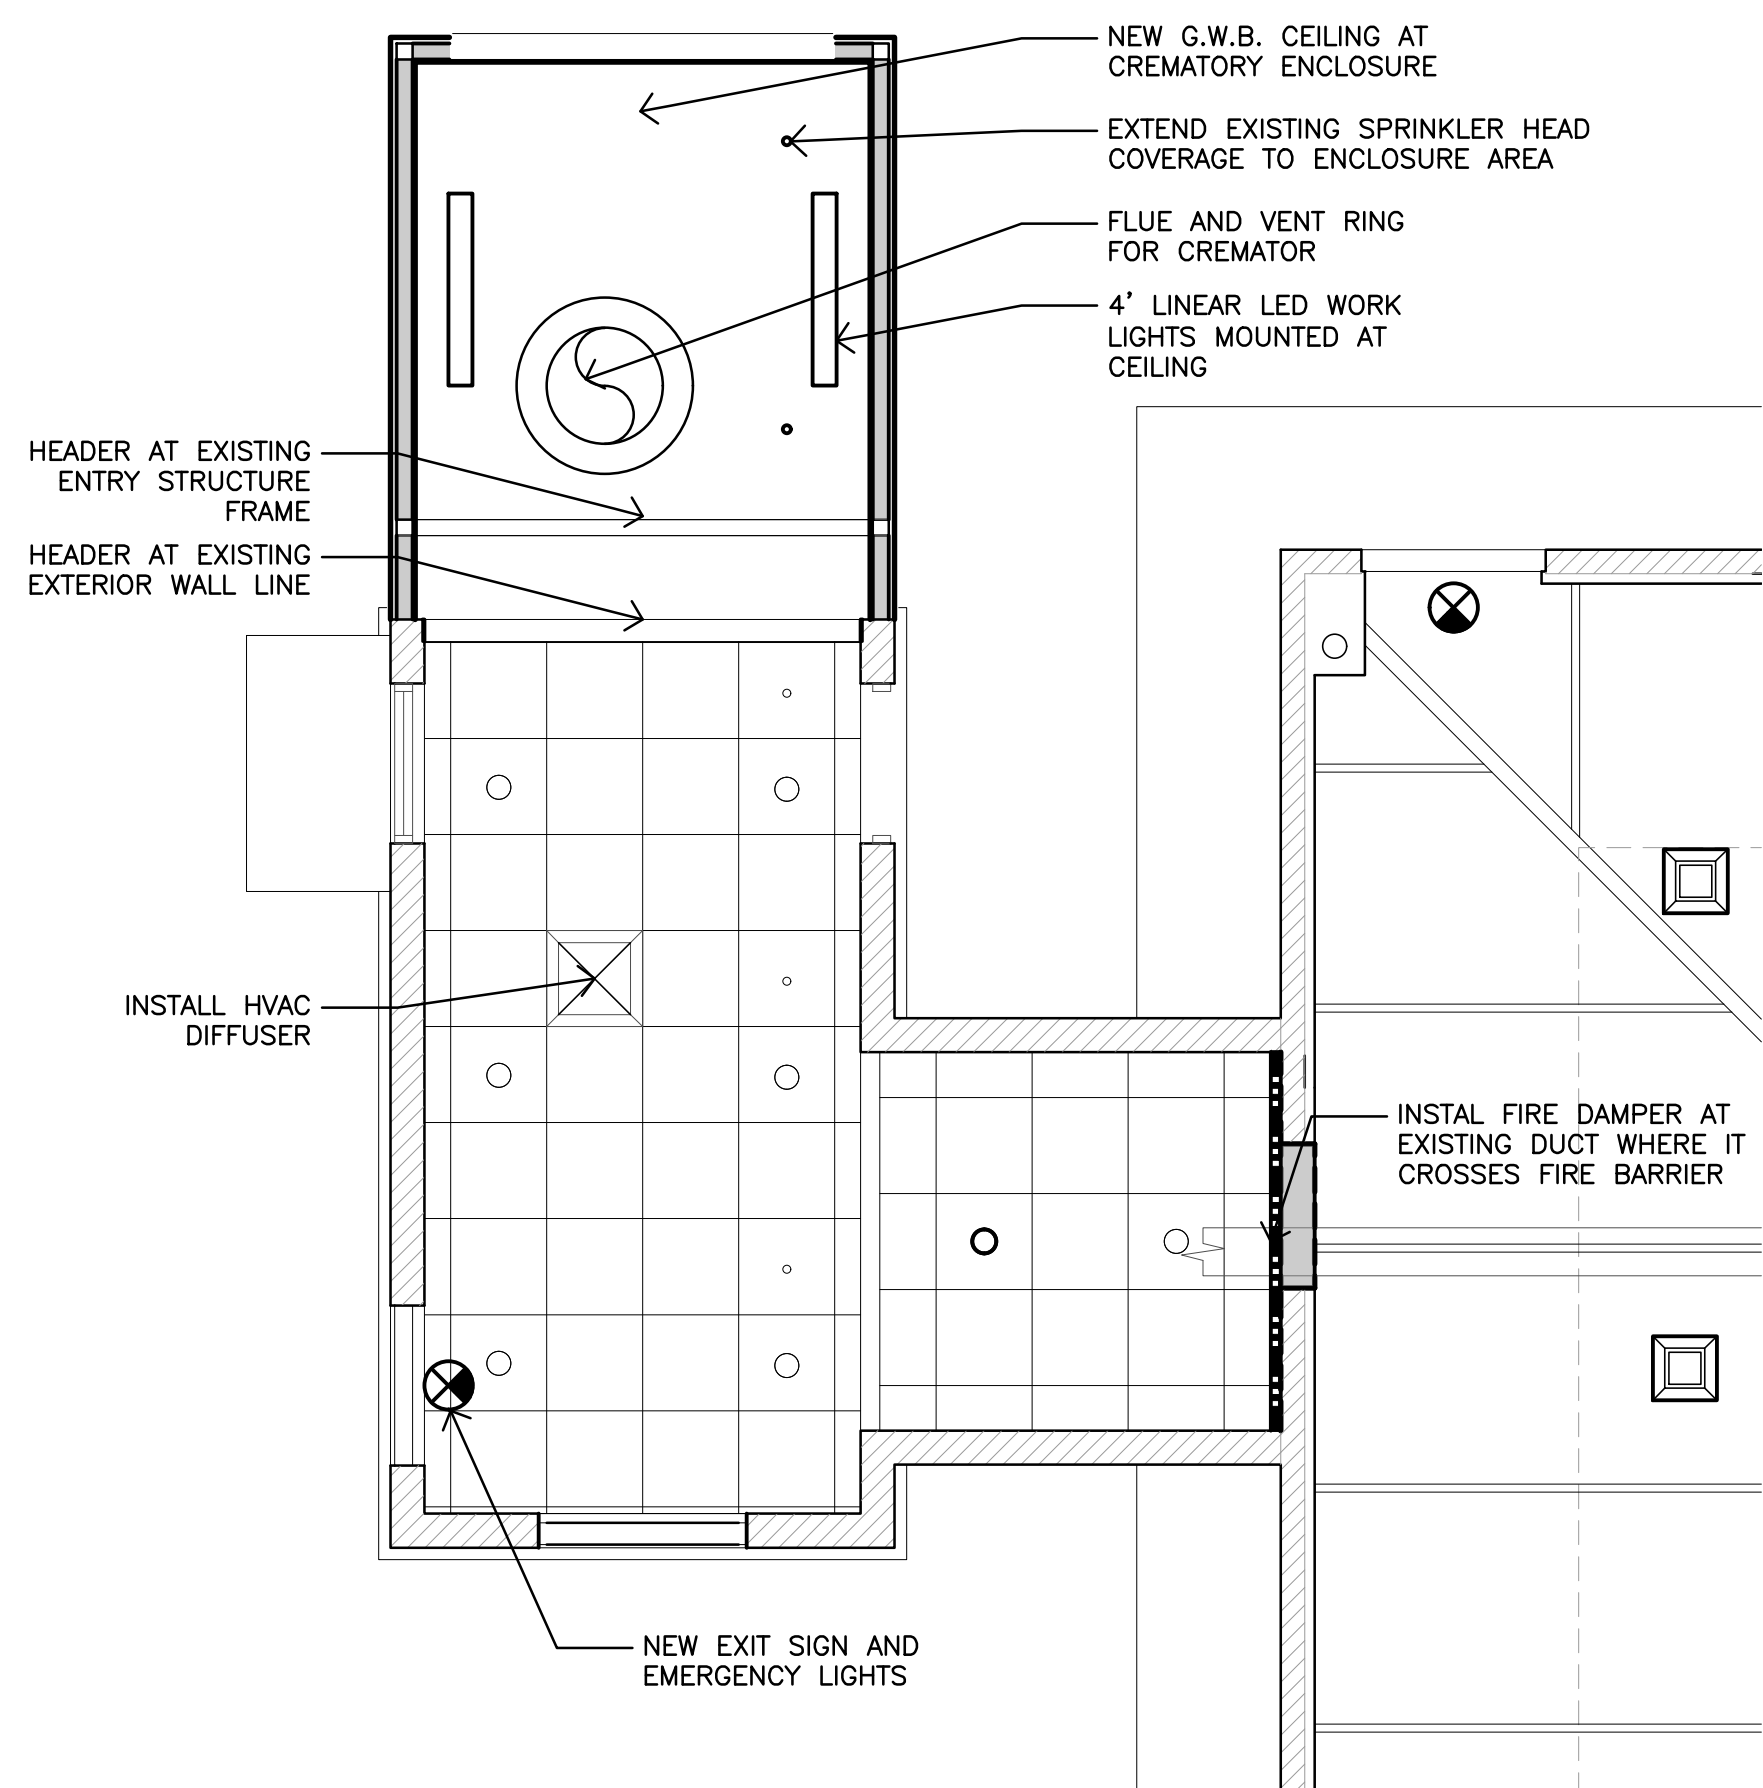 NEW G.W.B. CEILING AT
CREMATORY ENCLOSURE
EXTEND EXISTING SPRINKLER HEAD
COVERAGE TO ENCLOSURE AREA
FLUE AND VENT RING
FOR CREMATOR
4' LINEAR LED WORK
LIGHTS MOUNTED AT
CEILING
HEADER AT EXISTING
ENTRY STRUCTURE
FRAME
HEADER AT EXISTING
EXTERIOR WALL LINE
INSTALL HVAC
DIFFUSER
INSTAL FIRE DAMPER AT
EXISTING DUCT WHERE IT
CROSSES FIRE BARRIER
NEW EXIT SIGN AND
EMERGENCY LIGHTS